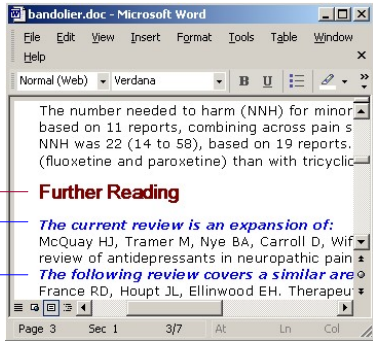 bandolier.doc - Microsoft Word
File Edit View Insert Format Tools Table Window
Help
Normal (Web) Verdana B U
The number needed to harm (NNH) for minor
based on 11 reports, combining across pain s
NNH was 22 (14 to 58), based on 19 reports.
(fluoxetine and paroxetine) than with tricyclic
Further Reading
The current review is an expansion of:
McQuay HJ, Tramer M, Nye BA, Carroll D, Wif
review of antidepressants in neuropathic pain
The following review covers a similar are
France RD, Houpt JL, Ellinwood EH. Therapeu
Page 3 Sec 1 3/7 At Ln Col